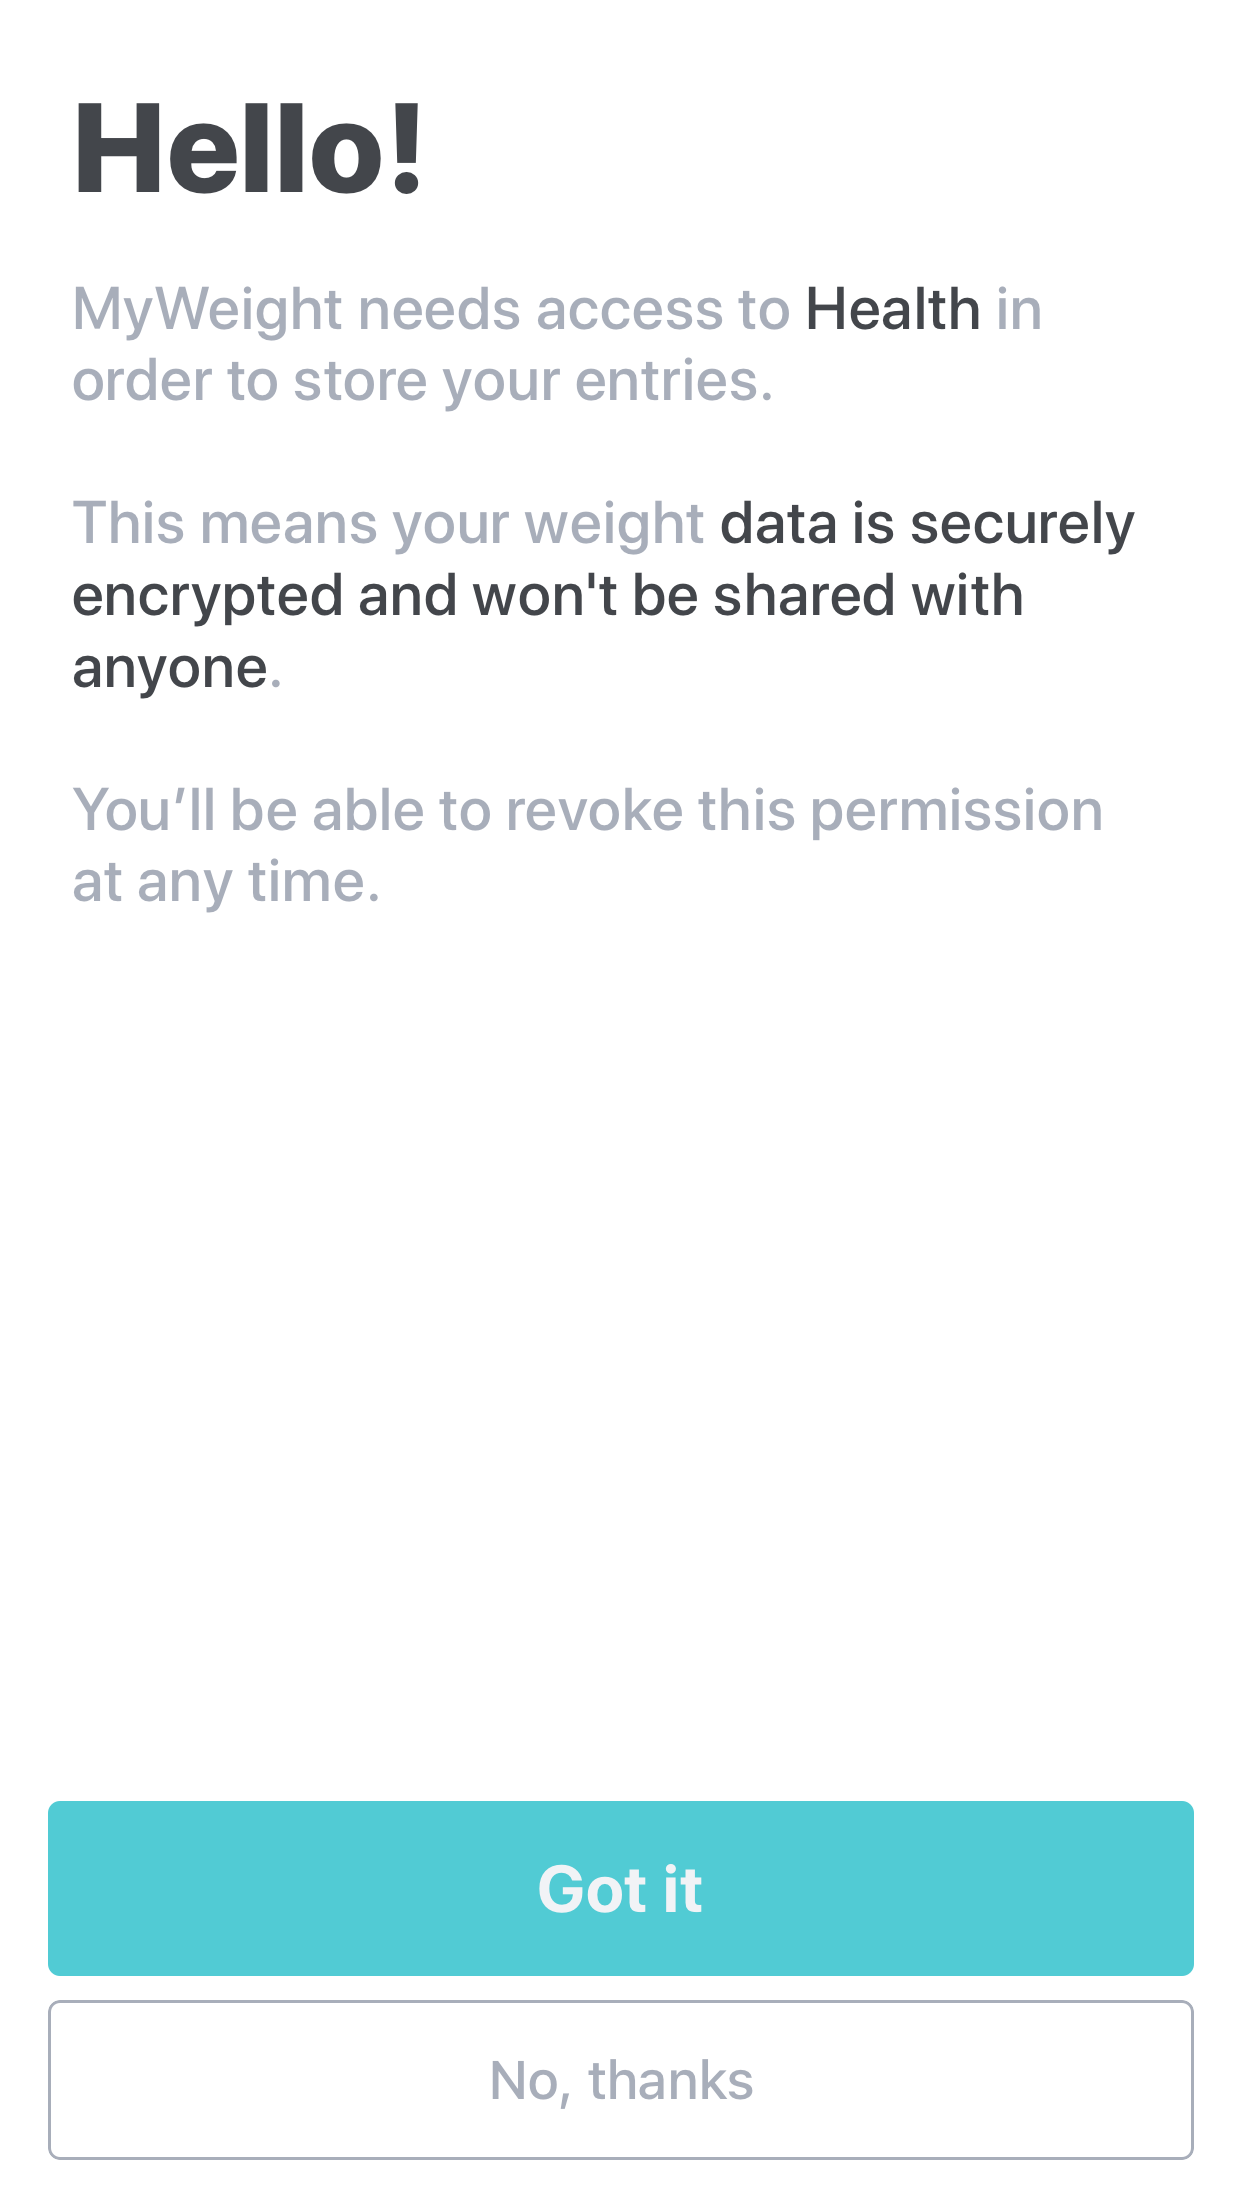 Hello!
MyWeight needs access to Health in
order to store your entries.
This means your weight data is securely
encrypted and won't be shared with
anyone.
You’ll be able to revoke this permission
at any time.
Got it
No, thanks